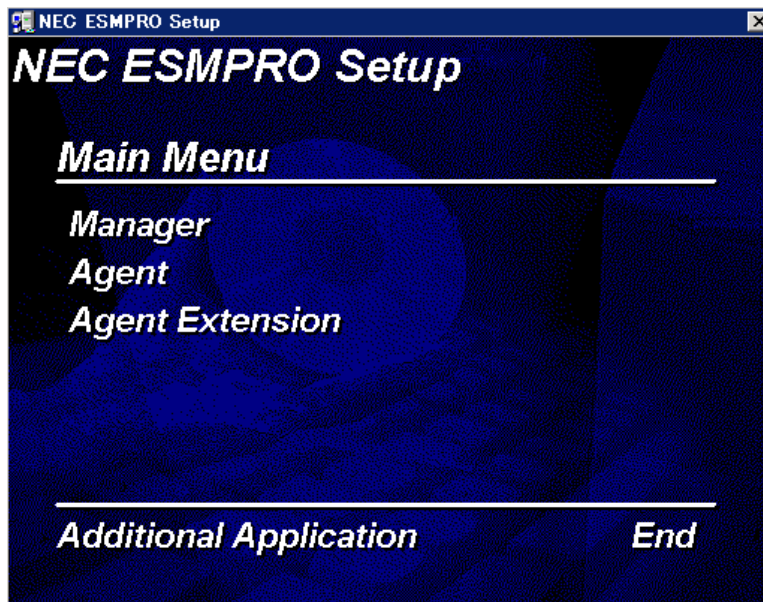 NEC ESMPRO Setup
NEC ESMPRO Setup
Main Menu
Manager
Agent
Agent Extension
Additional Application End